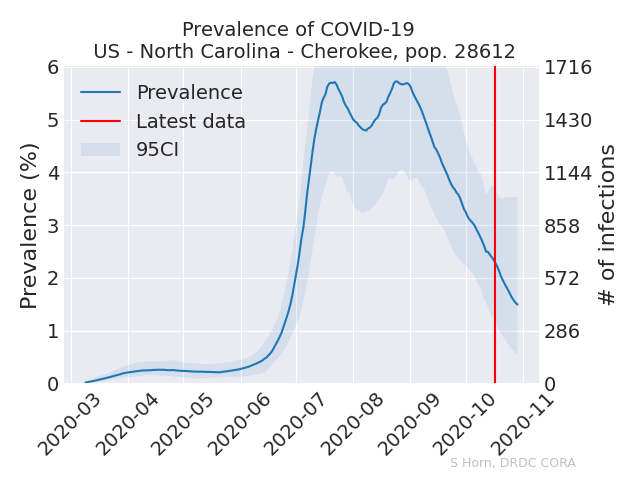 Prevalence of COVID-19
US - North Carolina - Cherokee, pop. 28612
Prevalence (%)
6
5
4
3
2
1
0
1716
1430
1144
858
572
286
0
# of infections
Prevalence
Latest data
95CI
2020-03
2020-04
2020-05
2020-06
2020-07
2020-08
2020-09
2020-10
2020-11
S Horn, DRDC CORA